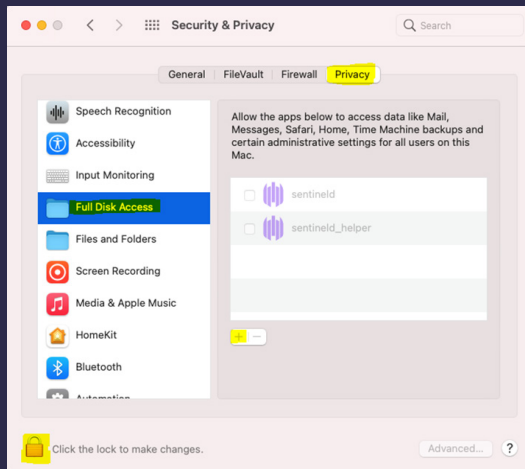 Security & Privacy
Search
General
FileVault
Firewall
Privacy
Speech Recognition
Accessibility
Input Monitoring
Full Disk Access
Files and Folders
Screen Recording
Media & Apple Music
HomeKit
Bluetooth
Automation
Allow the apps below to access data like Mail,
Messages, Safari, Home, Time Machine backups and
certain administrative settings for all users on this
Mac.
sentineld
sentineld_helper
+
−
Click the lock to make changes.
Advanced...
?